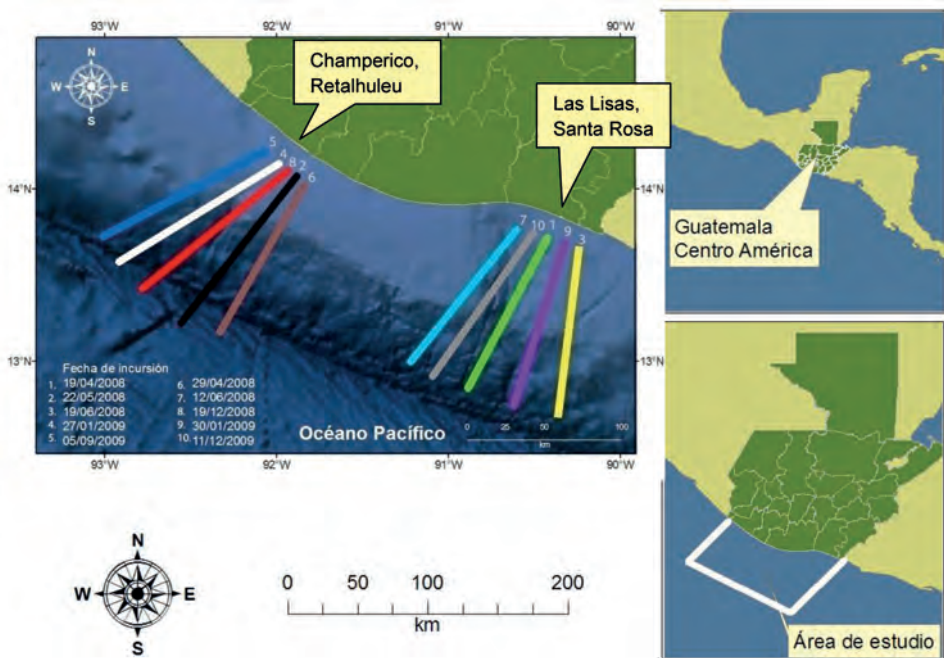 93°W 92°W 91°W 90°W
Champerico,
Retalhuleu
Las Lisas,
Santa Rosa
N
W E
S
14°N
14°N
13°N
13°N
5
4
8
2
6
7 10 1 9 3
Fecha de incursión
1. 19/04/2008
2. 22/05/2008
3. 19/06/2008
4. 27/01/2009
5. 05/09/2009
6. 29/04/2008
7. 12/06/2008
8. 19/12/2008
9. 30/01/2009
10. 11/12/2009
Océano Pacífico
0 25 50 100
km
93°W 92°W 91°W 90°W
Guatemala
Centro América
Área de estudio
N
W E
S
0 50 100 200
km